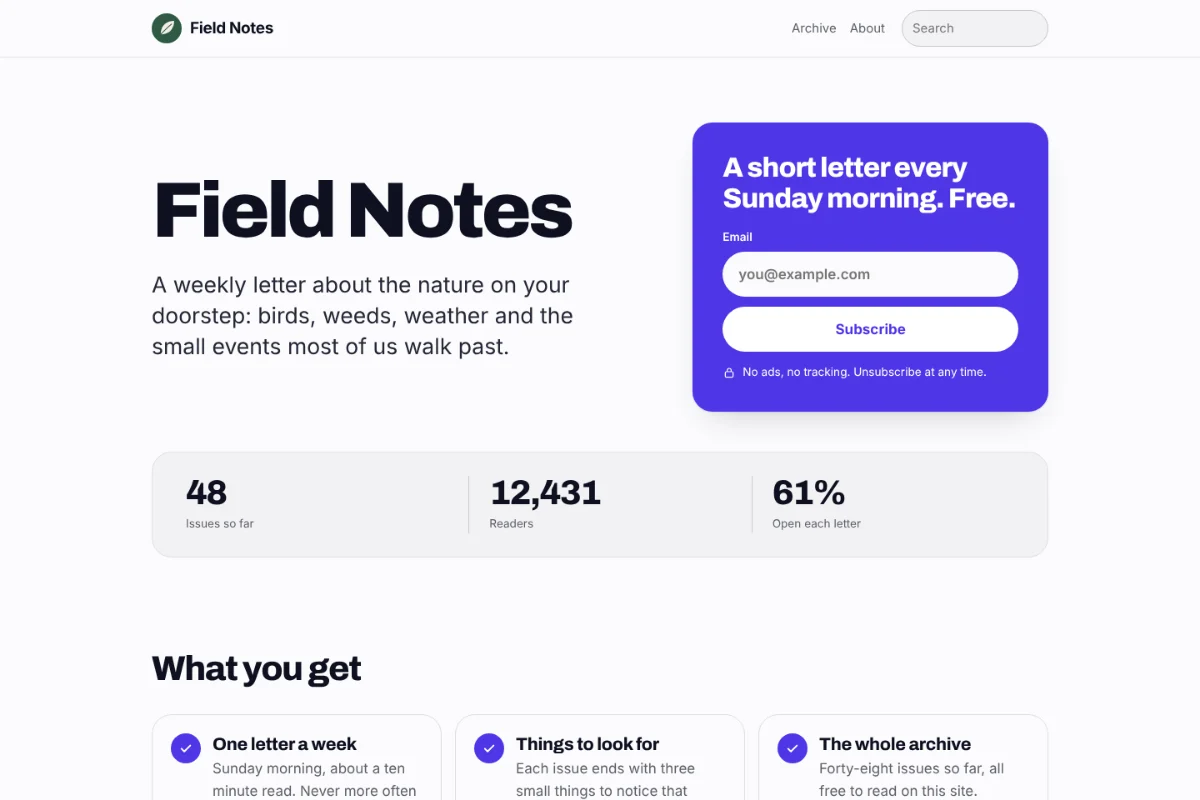 Field Notes
Archive
About
Search
Field Notes
A weekly letter about the nature on your
doorstep: birds, weeds, weather and the
small events most of us walk past.
A short letter every
Sunday morning. Free.
Email
you@example.com
Subscribe
No ads, no tracking. Unsubscribe at any time.
48
Issues so far
12,431
Readers
61%
Open each letter
What you get
One letter a week
Sunday morning, about a ten
minute read. Never more often
Things to look for
Each issue ends with three
small things to notice that
The whole archive
Forty-eight issues so far, all
free to read on this site.